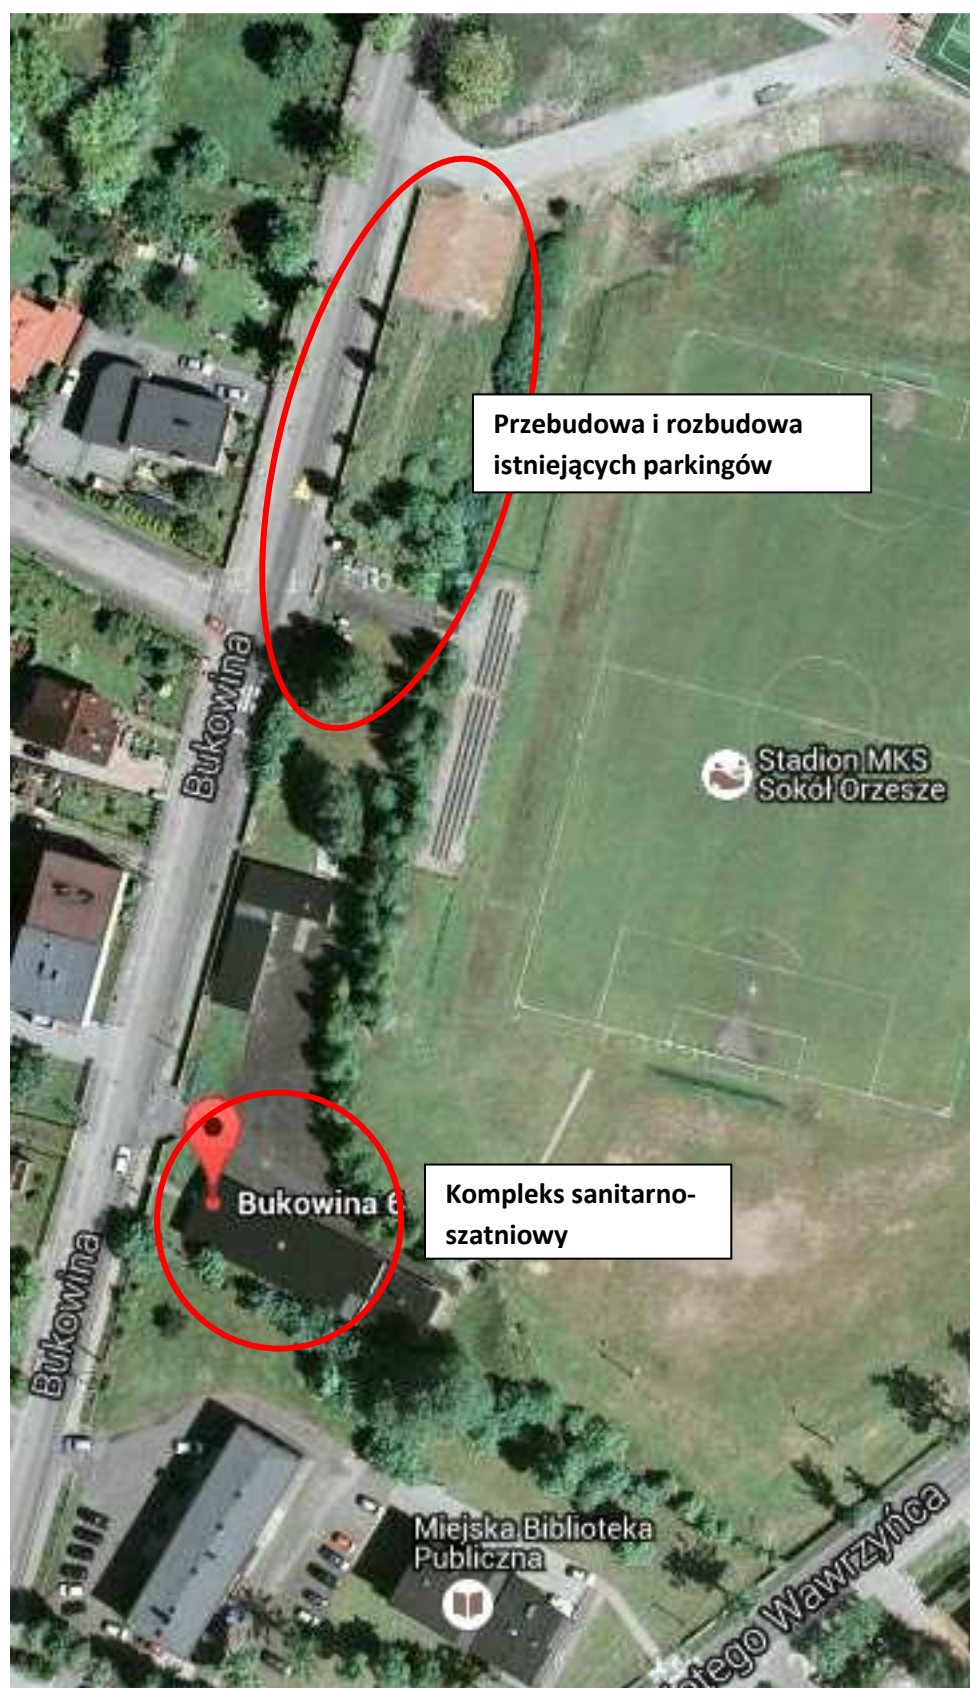 Przebudowa i rozbudowa
istniejących parkingów
Bukowina
Stadion MKS
Sokół Orzesze
Bukowina 6
Kompleks sanitarno-
szatniowy
Bukowina
Miejska Biblioteka
Publiczna
Wawrzyńca